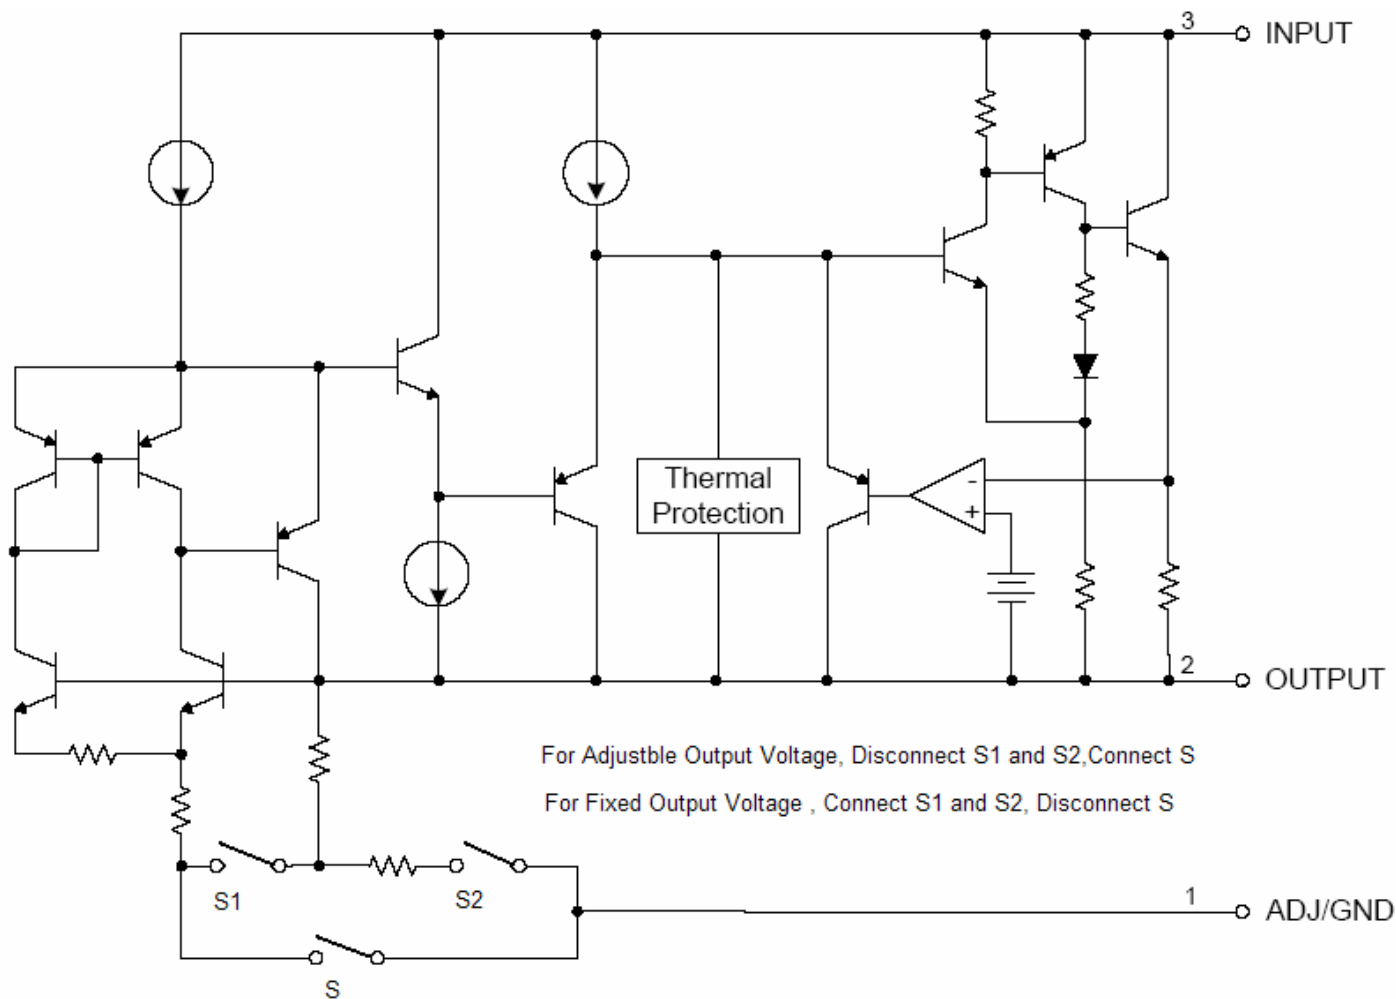 3
INPUT
Thermal
Protection
-
+
2
OUTPUT
For Adjustble Output Voltage, Disconnect S1 and S2,Connect S
For Fixed Output Voltage , Connect S1 and S2, Disconnect S
S1
S2
1
ADJ/GND
S